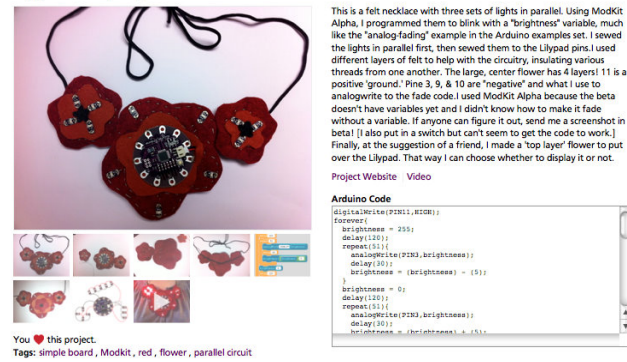 This is a felt necklace with three sets of lights in parallel. Using ModKit
Alpha, I programmed them to blink with a "brightness" variable, much
like the "analog-fading" example in the Arduino examples set. I sewed
the lights in parallel first, then sewed them to the Lilypad pins.I used
different layers of felt to help with the circuitry, insulating various
threads from one another. The large, center flower has 4 layers! 11 is a
positive 'ground.' Pine 3, 9, & 10 are "negative" and what I use to
analogwrite to the fade code.I used ModKit Alpha because the beta
doesn't have variables yet and I didn't know how to make it fade
without a variable. If anyone can figure it out, send me a screenshot in
beta! [I also put in a switch but can't seem to get the code to work.]
Finally, at the suggestion of a friend, I made a 'top layer' flower to put
over the Lilypad. That way I can choose whether to display it or not.
Project Website Video
Arduino Code
digitalWrite(PIN11,HIGH);
forever{
brightness = 255;
delay(120);
repeat(51){
analogWrite(PIN3,brightness);
delay(30);
brightness = (brightness) - (5);
}
brightness = 0;
delay(120);
repeat(51){
analogWrite(PIN3,brightness);
delay(30);
brightness = (brightness) + (5);
You this project.
Tags: simple board , Modkit , red , flower , parallel circuit